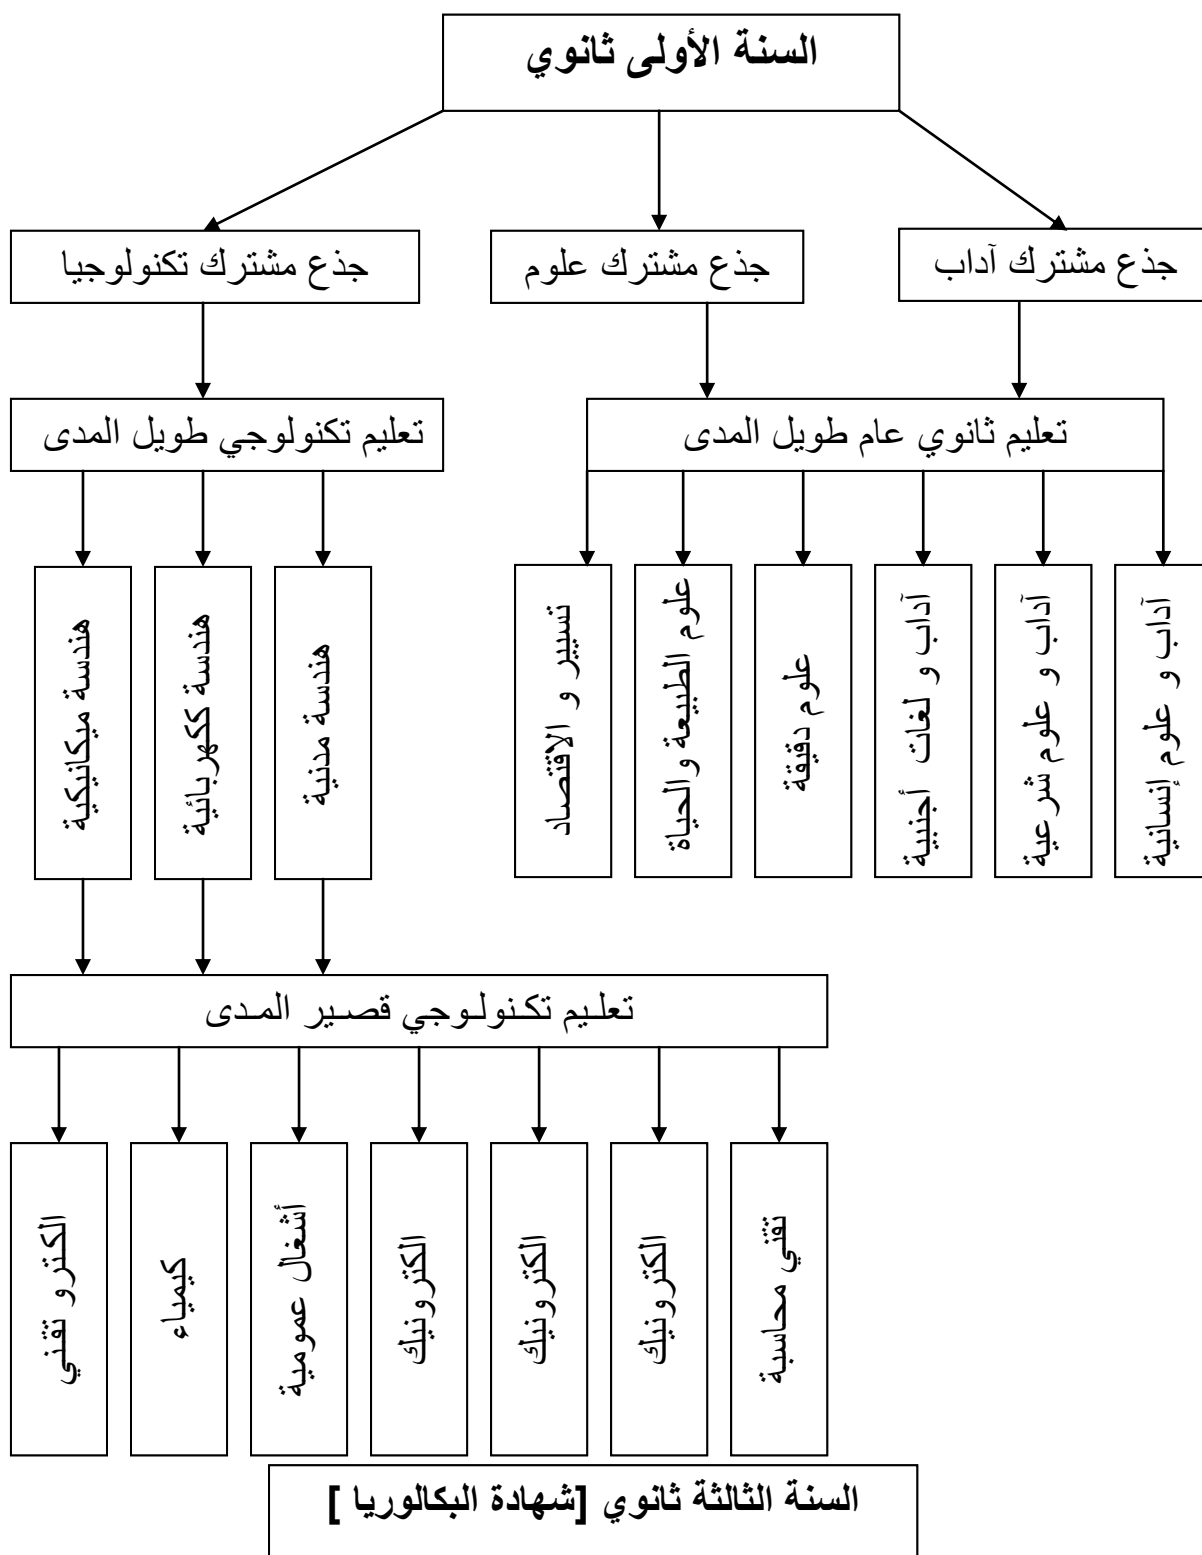 السنة الأولى ثانوي
جذع مشترك آداب
جذع مشترك علوم
جذع مشترك تكنولوجيا
تعليم ثانوي عام طويل المدى
تعليم تكنولوجي طويل المدى
آداب و علوم إنسانية
آداب و علوم شرعية
آداب و لغات أجنبية
علوم دقيقة
علوم الطبيعة والحياة
تسيير و الاقتصاد
هندسة مدنية
هندسة ككهربائية
هندسة ميكانيكية
تعليم تكنولوجي قصير المدى
تقني محاسبة
الكترونيك
الكترونيك
الكترونيك
أشغال عمومية
كيمياء
الكترو تقني
السنة الثالثة ثانوي [شهادة البكالوريا ]